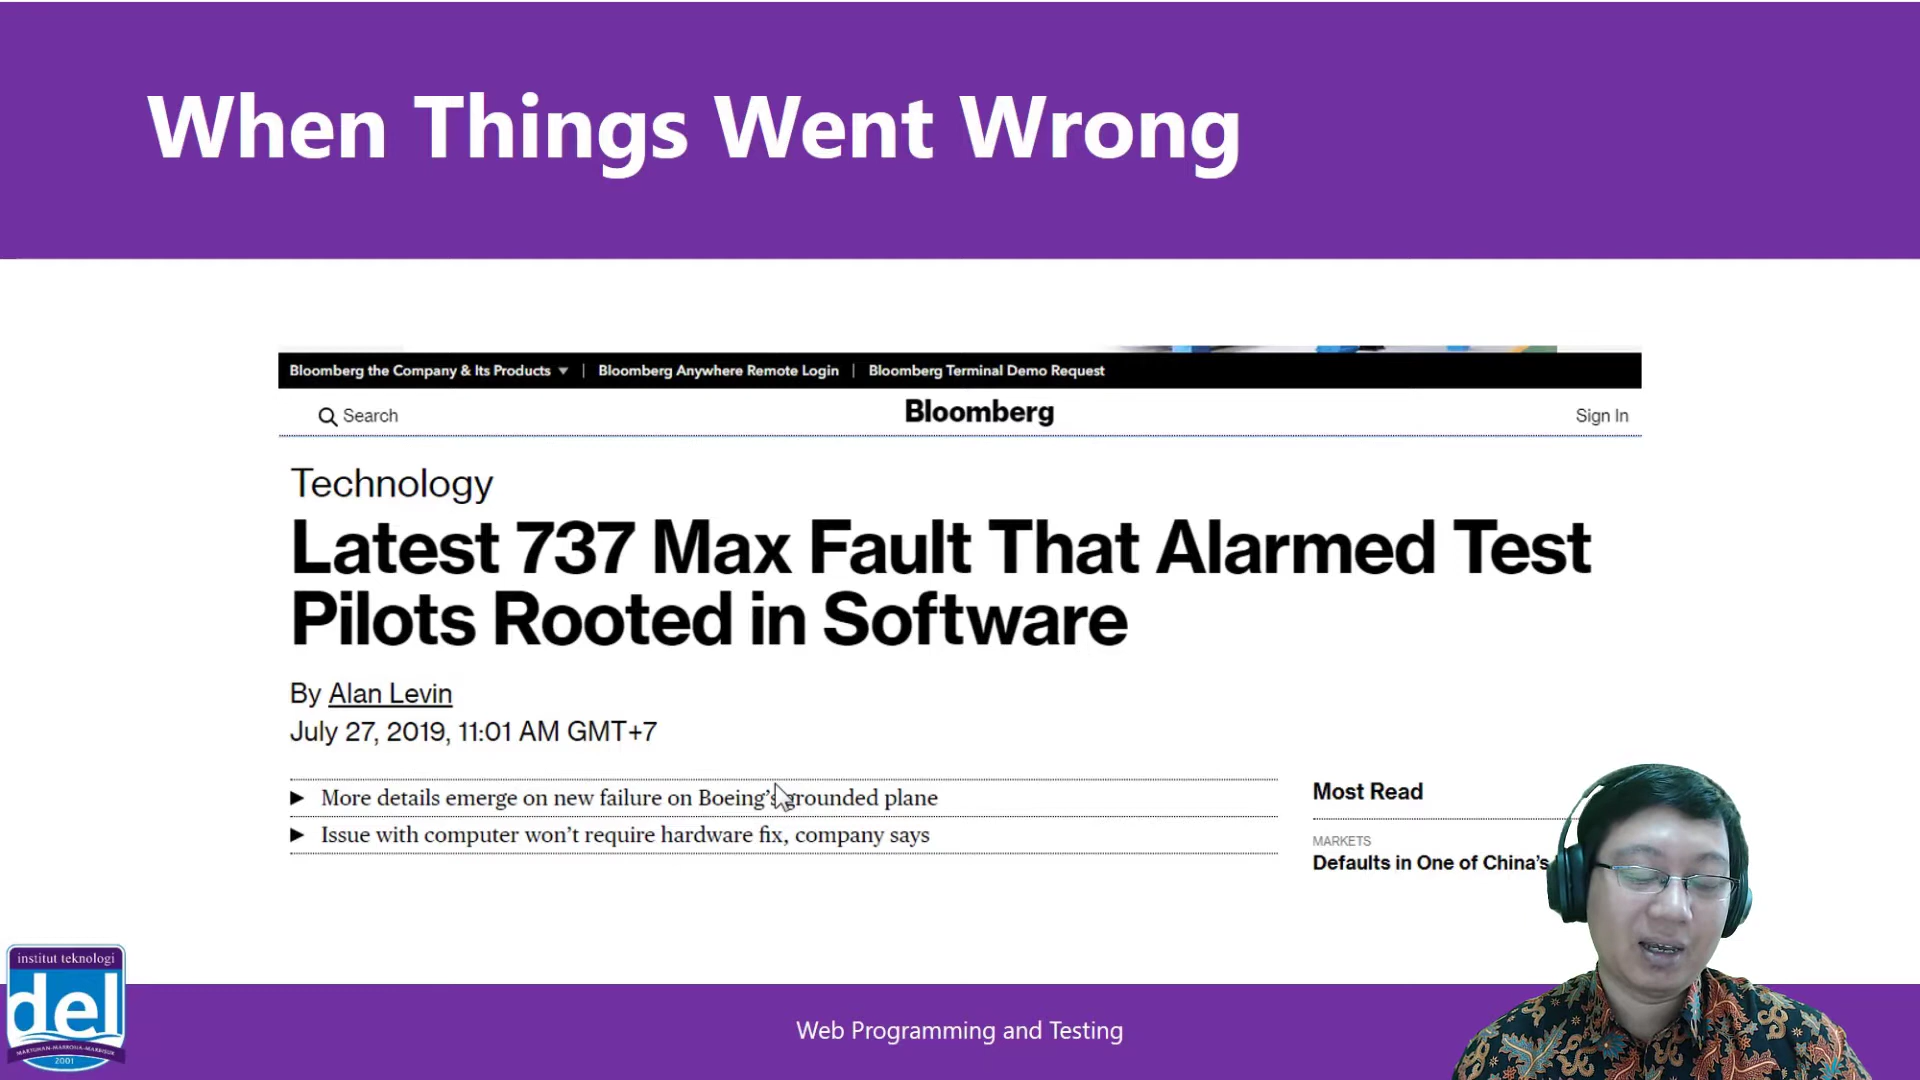 When Things Went Wrong
Bloomberg the Company & Its Products ▼ | Bloomberg Anywhere Remote Login | Bloomberg Terminal Demo Request
Search
Bloomberg
Sign In
Technology
Latest 737 Max Fault That Alarmed Test
Pilots Rooted in Software
By Alan Levin
July 27, 2019, 11:01 AM GMT+7
▶ More details emerge on new failure on Boeing's grounded plane
▶ Issue with computer won't require hardware fix, company says
Most Read
MARKETS
Defaults in One of China's
institut teknologi
del
MARTUHAN-MARROHA-MARBISUK
2001
Web Programming and Testing